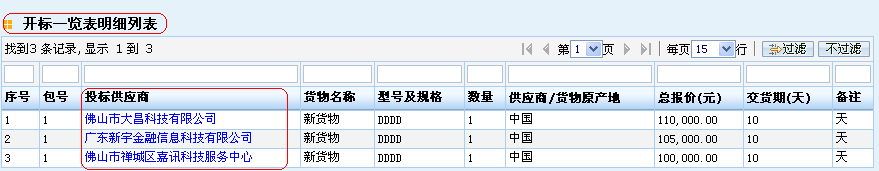 开标一览表明细列表
找到3 条记录, 显示 1 到 3 第 1 页 每页 15 行 过滤 不过滤
序号 包号 投标供应商 货物名称 型号及规格 数量 供应商/货物原产地 总报价(元) 交货期(天) 备注
1 1 佛山市大昌科技有限公司 新货物 DDDD 1 中国 110,000.00 10 天
2 1 广东新宇金融信息科技有限公司 新货物 DDDD 1 中国 105,000.00 10 天
3 1 佛山市禅城区嘉讯科技服务中心 新货物 DDDD 1 中国 100,000.00 10 天